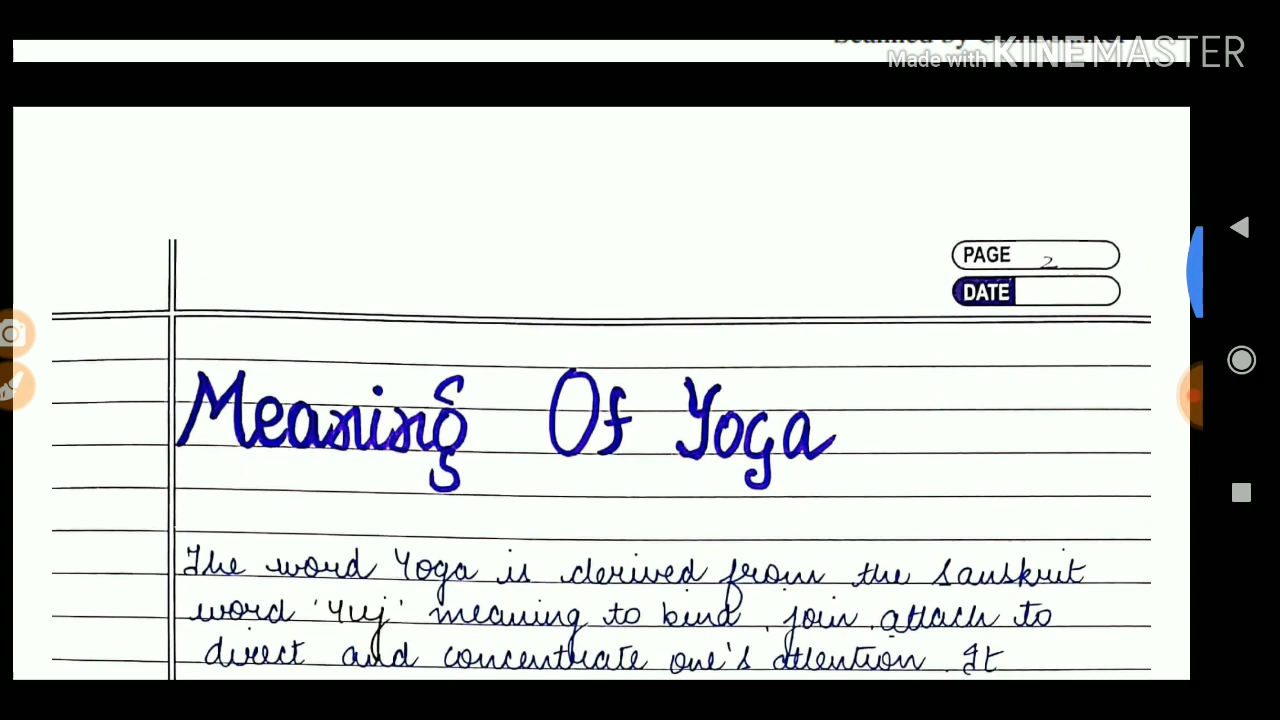 Made with KINEMASTER
PAGE 2
DATE
Meaning Of Yoga
The word Yoga is derived from the Sanskrit
word 'Yuj' meaning to bind, join, attach to
direct and concentrate one's attention. It